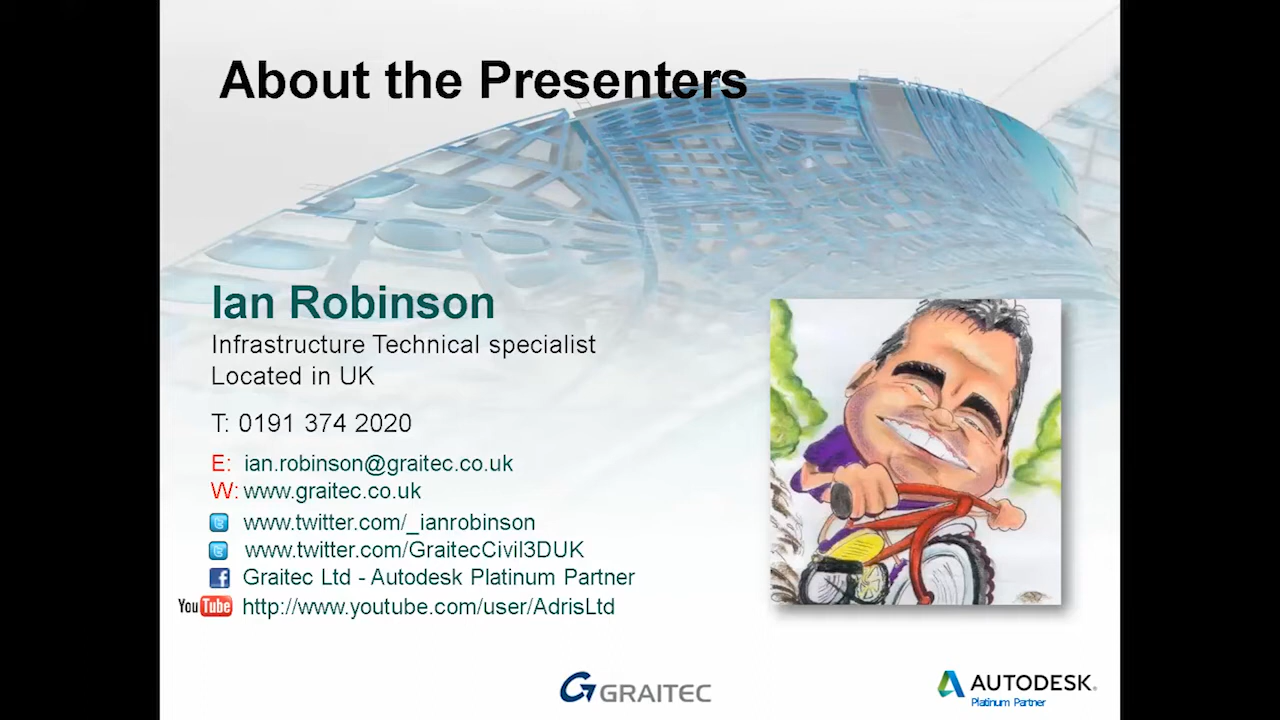 About the Presenters
Ian Robinson
Infrastructure Technical specialist
Located in UK
T: 0191 374 2020
E: ian.robinson@graitec.co.uk
W: www.graitec.co.uk
www.twitter.com/_ianrobinson
www.twitter.com/GraitecCivil3DUK
Graitec Ltd - Autodesk Platinum Partner
YouTube http://www.youtube.com/user/AdrisLtd
GRAITEC
AUTODESK®
Platinum Partner